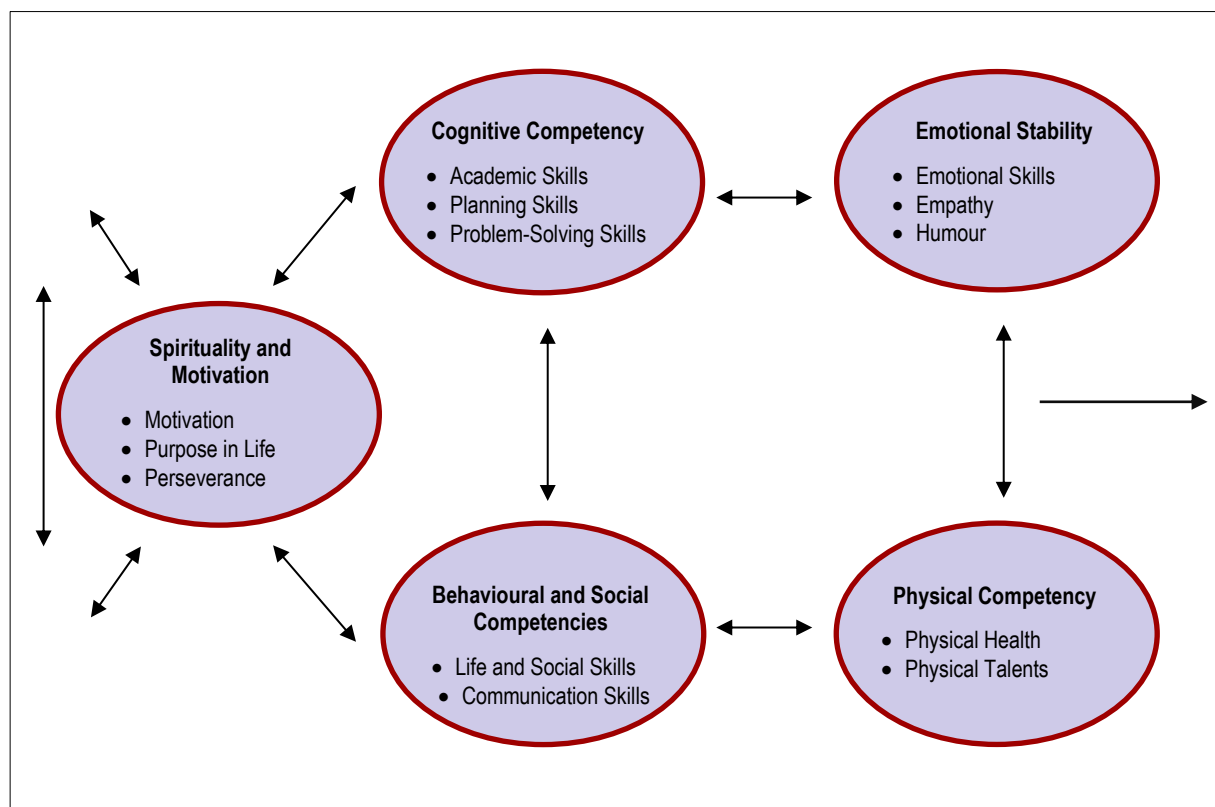 Cognitive Competency
• Academic Skills
• Planning Skills
• Problem-Solving Skills
Emotional Stability
• Emotional Skills
• Empathy
• Humour
Spirituality and
Motivation
• Motivation
• Purpose in Life
• Perseverance
Behavioural and Social
Competencies
• Life and Social Skills
• Communication Skills
Physical Competency
• Physical Health
• Physical Talents